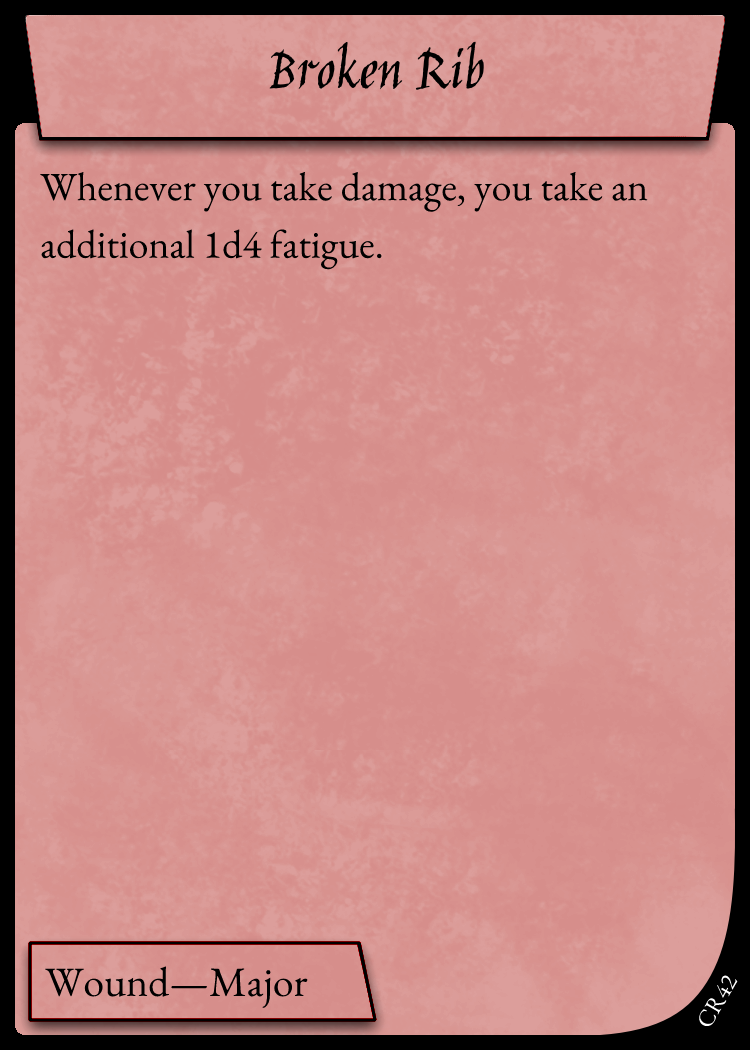 Broken Rib
Whenever you take damage, you take an
additional 1d4 fatigue.
Wound—Major
CR42